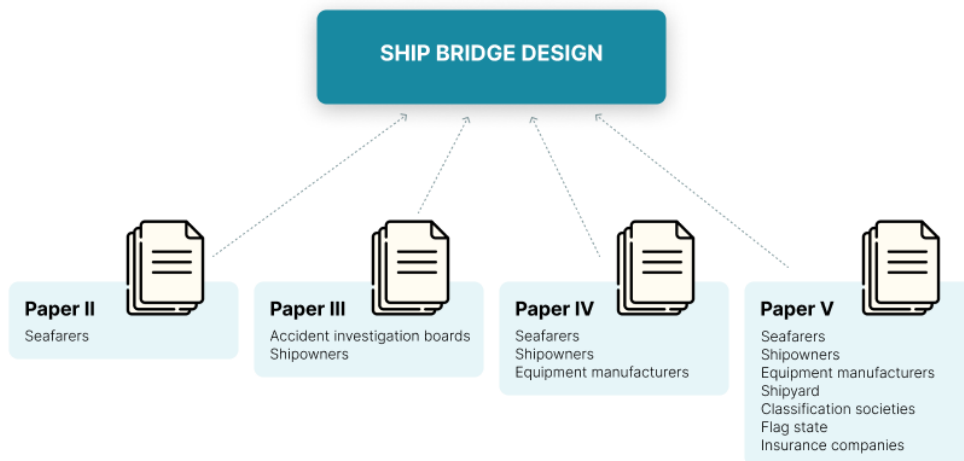 SHIP BRIDGE DESIGN
Paper II
Seafarers
Paper III
Accident investigation boards
Shipowners
Paper IV
Seafarers
Shipowners
Equipment manufacturers
Paper V
Seafarers
Shipowners
Equipment manufacturers
Shipyard
Classification societies
Flag state
Insurance companies